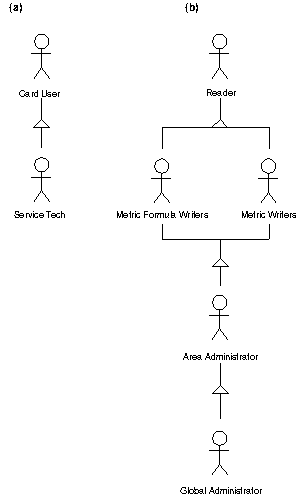 (a)
(b)
Card User
Reader
Service Tech
Metric Formula Writers
Metric Writers
Area Administrator
Global Administrator